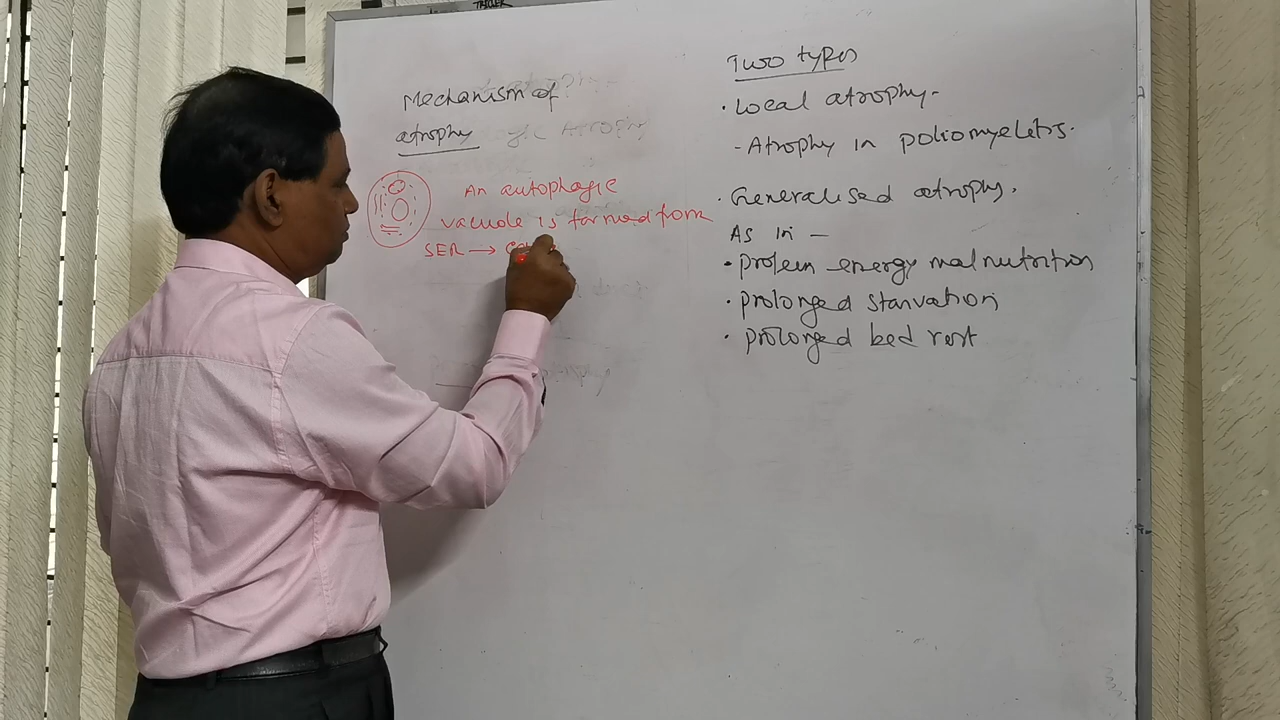 Mechanism of
atrophy
An autophagic
vacuole is formed from
SER →
Two types
· Local atrophy-
- Atrophy in poliomyeletis.
· Generalised atrophy.
As in -
· protein energy malnutrition
· prolonged starvation
· prolonged bed rest